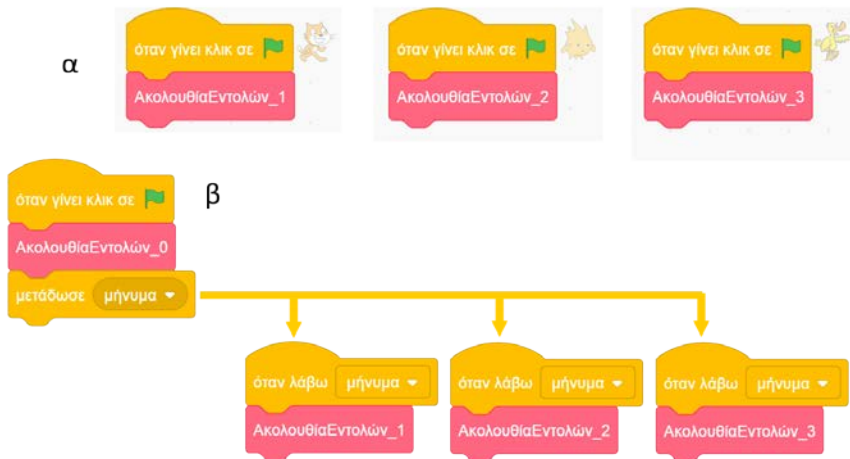 α
όταν γίνει κλικ σε
ΑκολουθίαΕντολών_1
όταν γίνει κλικ σε
ΑκολουθίαΕντολών_2
όταν γίνει κλικ σε
ΑκολουθίαΕντολών_3
β
όταν γίνει κλικ σε
ΑκολουθίαΕντολών_0
μετάδωσε μήνυμα
όταν λάβω μήνυμα
ΑκολουθίαΕντολών_1
όταν λάβω μήνυμα
ΑκολουθίαΕντολών_2
όταν λάβω μήνυμα
ΑκολουθίαΕντολών_3